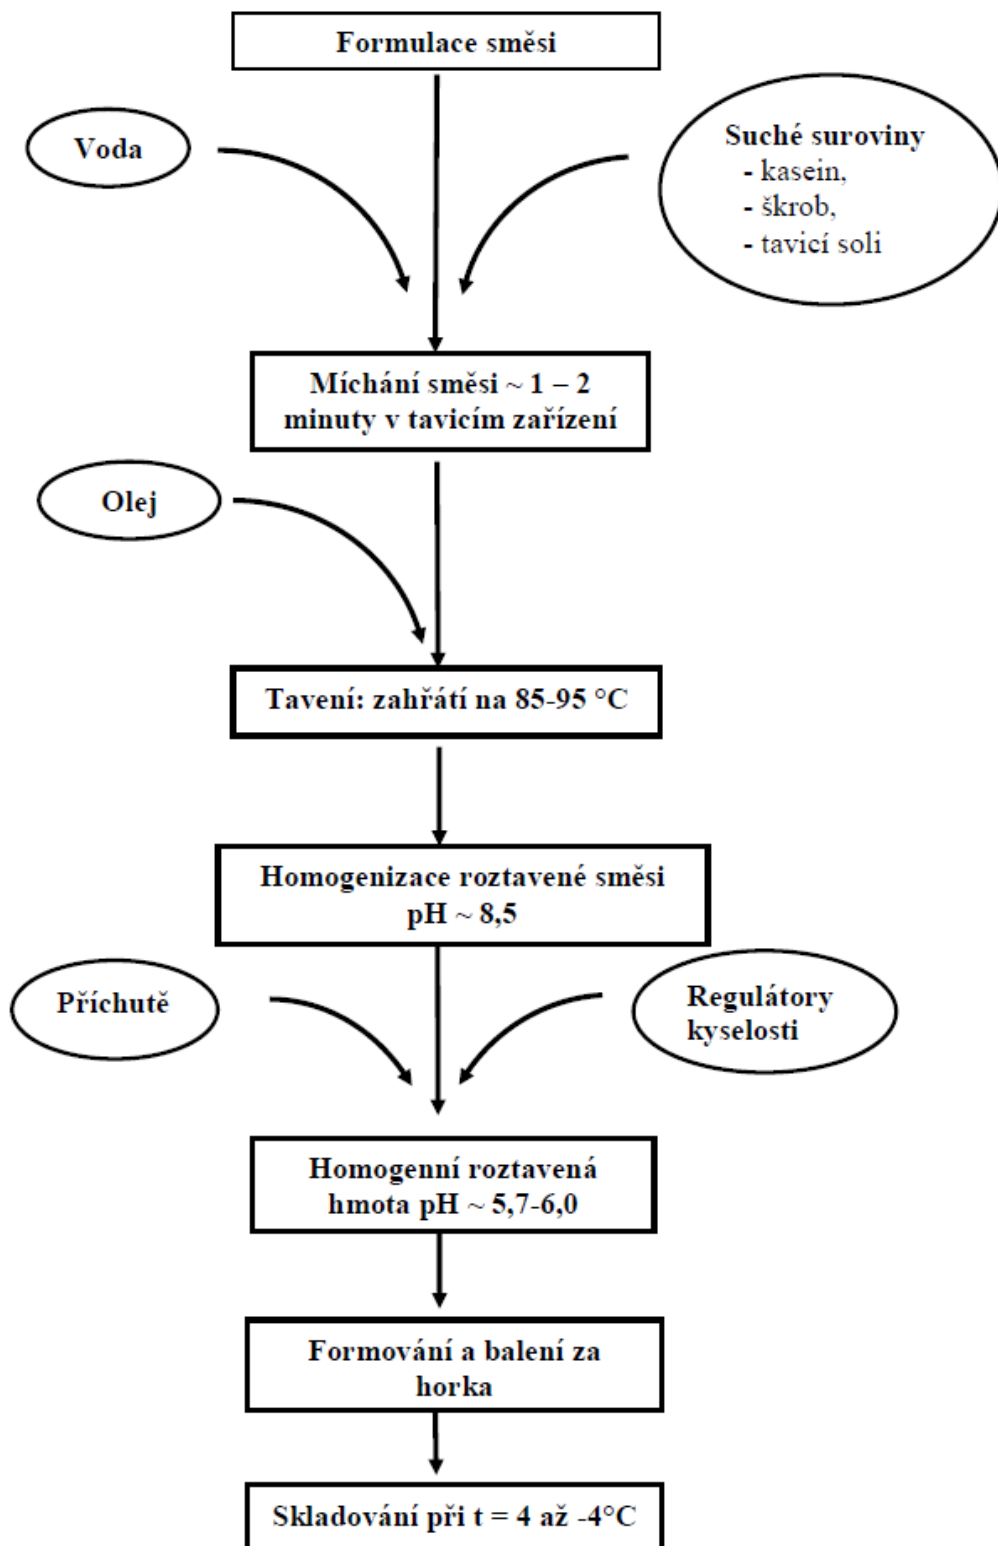 Formulace směsi
Voda
Suché suroviny
- kasein,
- škrob,
- tavicí soli
Míchání směsi ~ 1 – 2
minuty v tavicím zařízení
Olej
Tavení: zahřátí na 85-95 °C
Homogenizace roztavené směsi
pH ~ 8,5
Příchutě
Regulátory
kyselosti
Homogenní roztavená
hmota pH ~ 5,7-6,0
Formování a balení za
horka
Skladování při t = 4 až -4°C